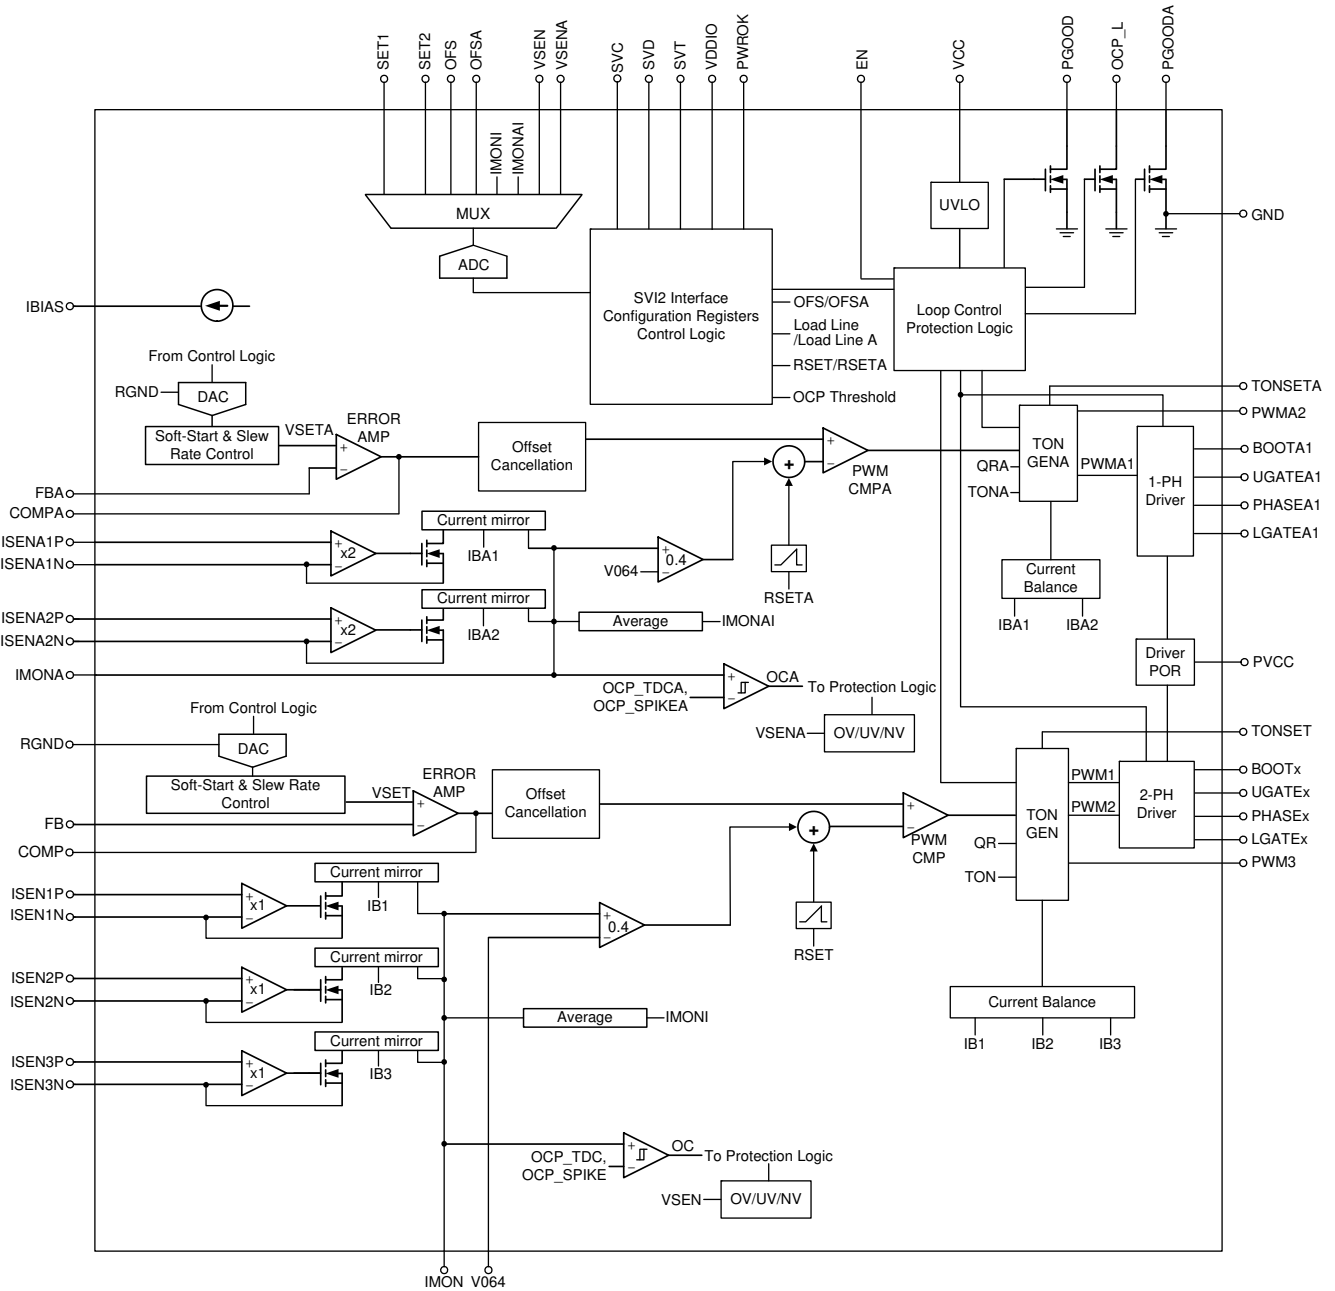 SET1
SET2
OFS
OFSA
VSEN
VSENA
SVC
SVD
SVT
VDDIO
PWROK
EN
VCC
PGOOD
OCP_L
PGOODA
IMONI
IMONAI
MUX
ADC
UVLO
GND
IBIAS
SVI2 Interface
Configuration Registers
Control Logic
OFS/OFSA
Load Line
/Load Line A
RSET/RSETA
OCP Threshold
Loop Control
Protection Logic
From Control Logic
RGND
DAC
Soft-Start & Slew
Rate Control
VSETA
ERROR
AMP
+
−
Offset
Cancellation
+
+
−
PWM
CMPA
TON
GENA
QRA
TONA
PWMA1
1-PH
Driver
TONSETA
PWMA2
BOOTA1
UGATEA1
PHASEA1
LGATEA1
FBA
COMPA
ISENA1P
ISENA1N
+
−
x2
Current mirror
IBA1
V064
+
−
0.4
RSETA
Current
Balance
IBA1
IBA2
ISENA2P
ISENA2N
+
−
x2
Current mirror
IBA2
Average
IMONAI
Driver
POR
PVCC
IMONA
OCP_TDCA,
OCP_SPIKEA
+
−
OCA
To Protection Logic
VSENA
OV/UV/NV
From Control Logic
RGND
DAC
Soft-Start & Slew Rate
Control
VSET
ERROR
AMP
+
−
Offset
Cancellation
+
+
−
PWM
CMP
TON
GEN
QR
TON
PWM1
PWM2
2-PH
Driver
TONSET
BOOTx
UGATEx
PHASEx
LGATEx
PWM3
FB
COMP
ISEN1P
ISEN1N
+
−
x1
Current mirror
IB1
+
−
0.4
RSET
ISEN2P
ISEN2N
+
−
x1
Current mirror
IB2
Average
IMONI
Current Balance
IB1
IB2
IB3
ISEN3P
ISEN3N
+
−
x1
Current mirror
IB3
OCP_TDC,
OCP_SPIKE
+
−
OC
To Protection Logic
VSEN
OV/UV/NV
IMON
V064